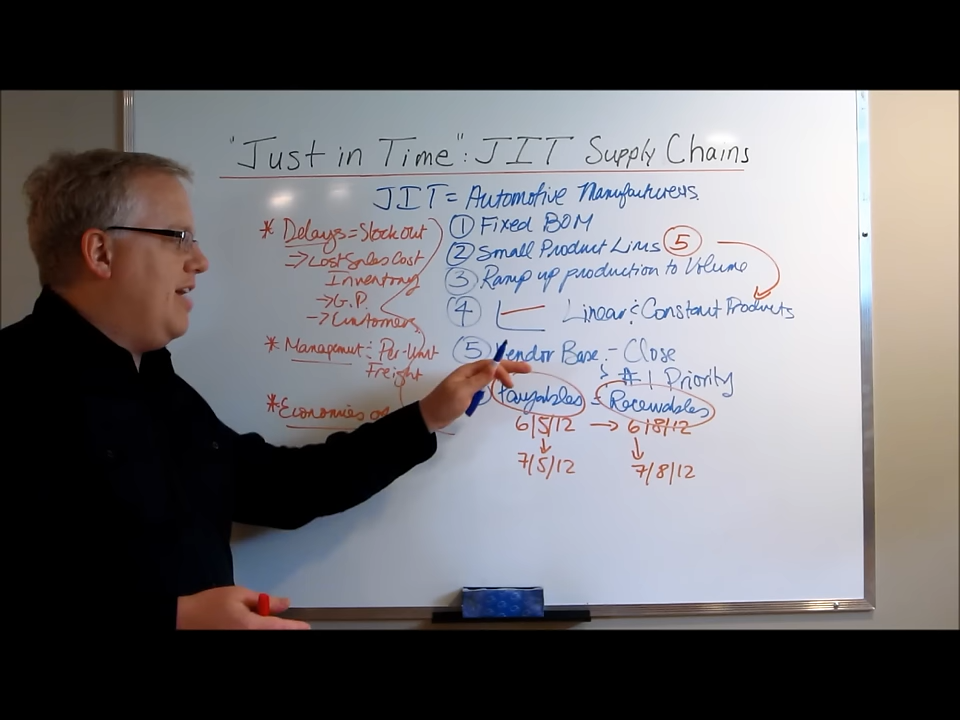 "Just in Time": JIT Supply Chains
JIT = Automotive Manufacturers.
* Delays = Stock out
→ Lost Sales Cost
Inventory
→ G.P.
→ Customers
* Management: Per-Unit
Freight
* Economies of
① Fixed BOM
② Small Product Lines ⑤
③ Ramp up production to Volume
④ Linear & Constant Products
⑤ Vendor Base - Close
→ #1 Priority
Payables = Receivables
6/5/12 → 6/8/12
7/5/12 7/8/12